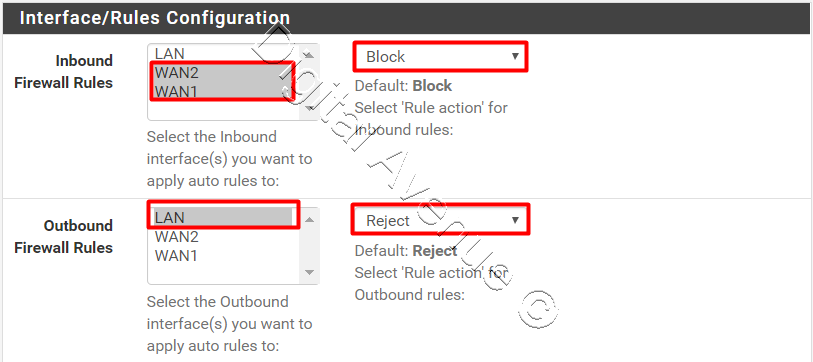 Interface/Rules Configuration
Inbound
Firewall Rules
LAN
WAN2
WAN1
Select the Inbound
interface(s) you want to
apply auto rules to:
Block
Default: Block
Select 'Rule action' for
Inbound rules:
Outbound
Firewall Rules
LAN
WAN2
WAN1
Select the Outbound
interface(s) you want to
apply auto rules to:
Reject
Default: Reject
Select 'Rule action' for
Outbound rules:
Digital Avenue ©